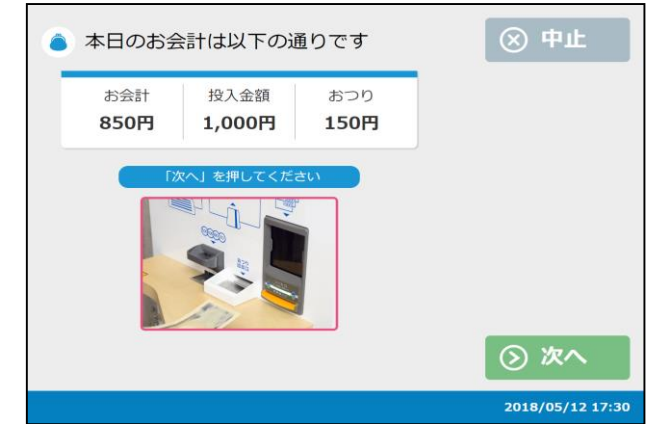 本日のお会計は以下の通りです
中止
お会計 投入金額 おつり
850円 1,000円 150円
「次へ」を押してください
次へ
2018/05/12 17:30